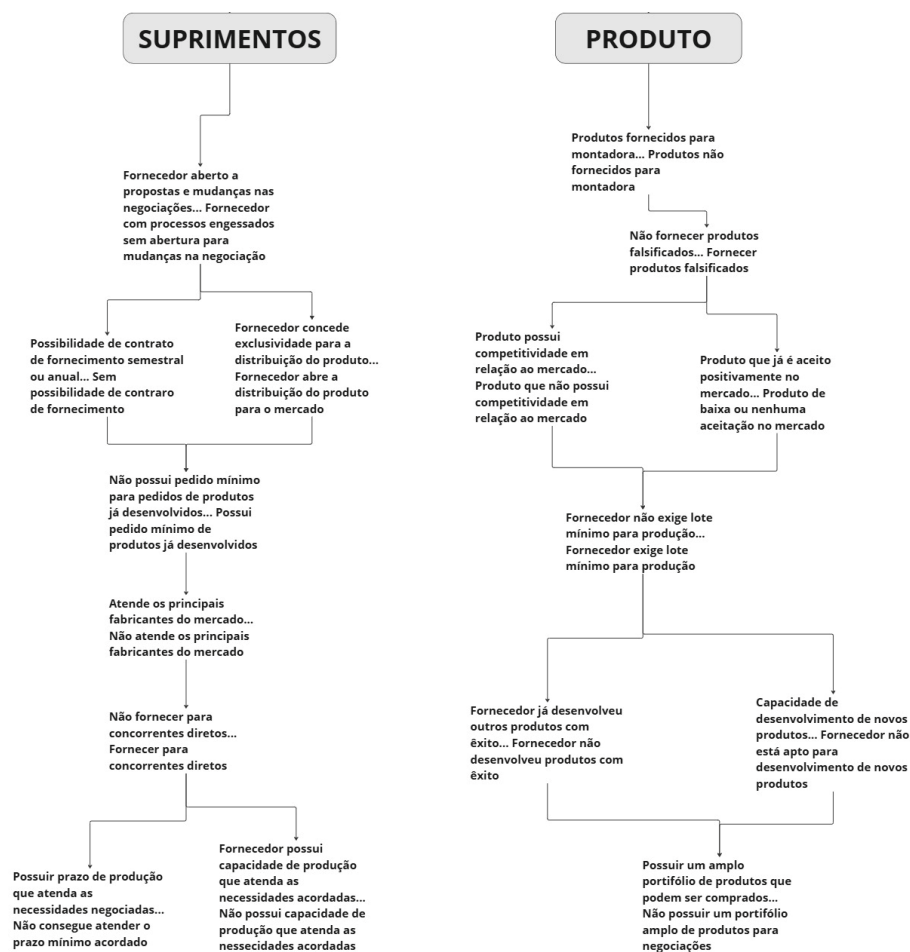 SUPRIMENTOS
Fornecedor aberto a
propostas e mudanças nas
negociações... Fornecedor
com processos engessados
sem abertura para
mudanças na negociação
Possibilidade de contrato
de fornecimento semestral
ou anual... Sem
possibilidade de contraro
de fornecimento
Fornecedor concede
exclusividade para a
distribuição do produto...
Fornecedor abre a
distribuição do produto
para o mercado
Não possui pedido mínimo
para pedidos de produtos
já desenvolvidos... Possui
pedido mínimo de
produtos já desenvolvidos
Atende os principais
fabricantes do mercado...
Não atende os principais
fabricantes do mercado
Não fornecer para
concorrentes diretos...
Fornecer para
concorrentes diretos
Possuir prazo de produção
que atenda as
necessidades negociadas...
Não consegue atender o
prazo mínimo acordado
Fornecedor possui
capacidade de produção
que atenda as
necessidades acordadas...
Não possui capacidade de
produção que atenda as
nessecidades acordadas
PRODUTO
Produtos fornecidos para
montadora... Produtos não
fornecidos para
montadora
Não fornecer produtos
falsificados... Fornecer
produtos falsificados
Produto possui
competitividade em
relação ao mercado...
Produto que não possui
competitividade em
relação ao mercado
Produto que já é aceito
positivamente no
mercado... Produto de
baixa ou nenhuma
aceitação no mercado
Fornecedor não exige lote
mínimo para produção...
Fornecedor exige lote
mínimo para produção
Fornecedor já desenvolveu
outros produtos com
êxito... Fornecedor não
desenvolveu produtos com
êxito
Capacidade de
desenvolvimento de novos
produtos... Fornecedor não
está apto para
desenvolvimento de novos
produtos
Possuir um amplo
portifólio de produtos que
podem ser comprados...
Não possuir um portifólio
amplo de produtos para
negociações